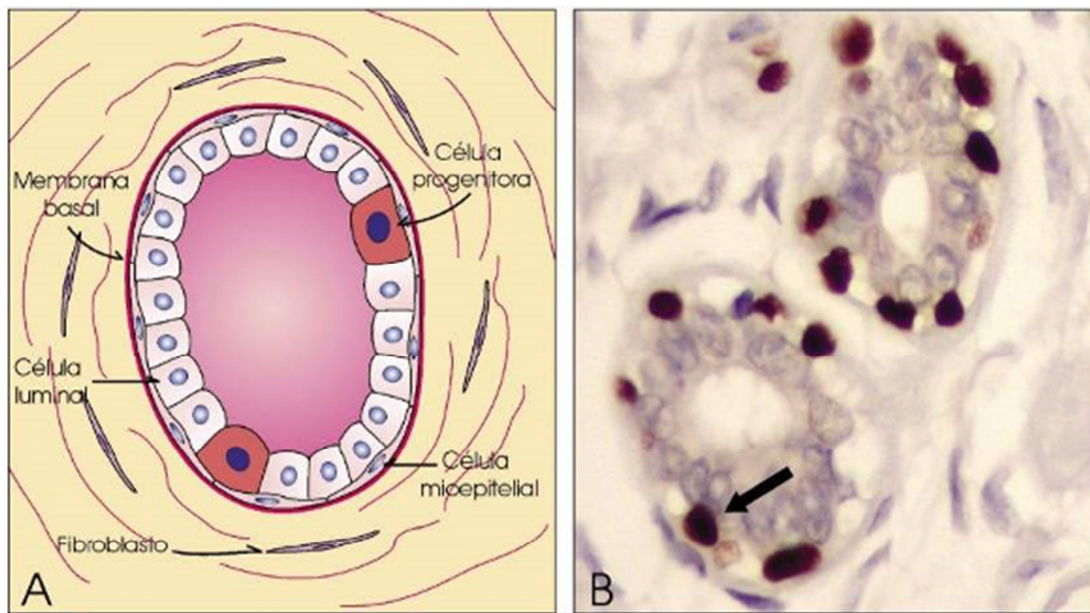 Célula
progenitora
Membrana
basal
Célula
luminal
Célula
mioepitelial
Fibroblasto
A
B